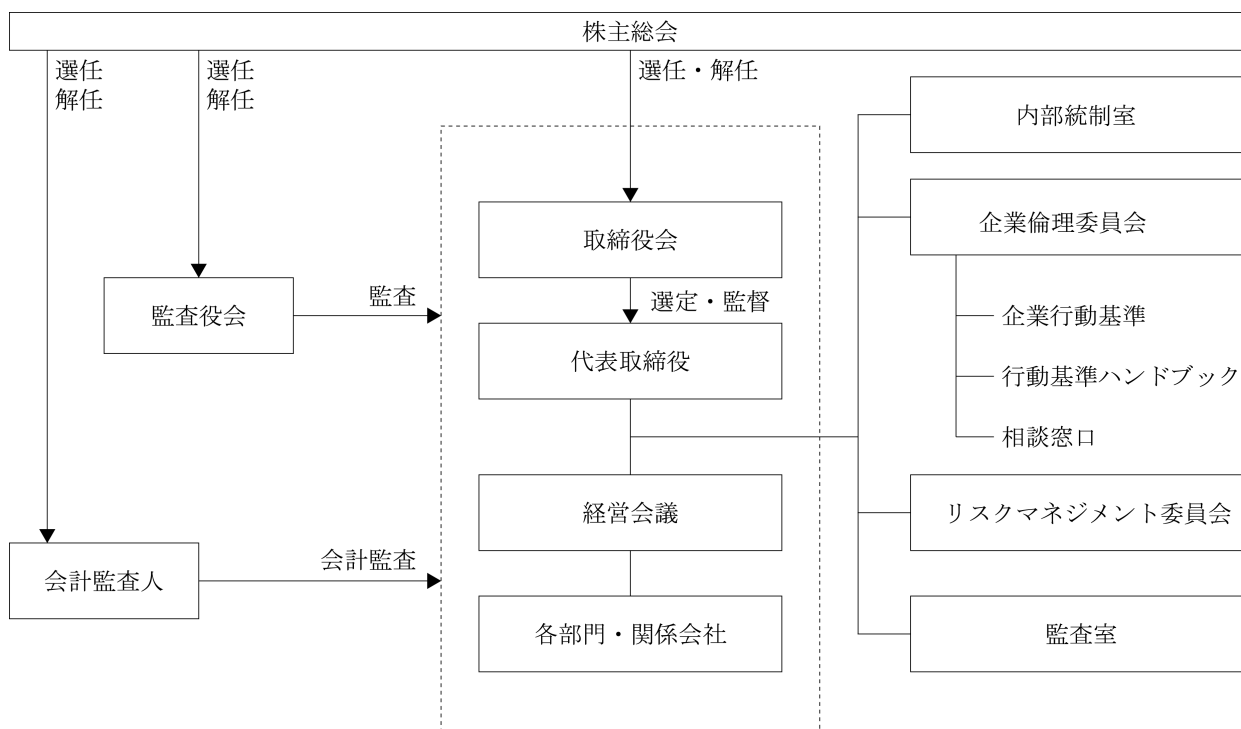 株主総会
選任
解任
選任
解任
選任・解任
内部統制室
企業倫理委員会
取締役会
選定・監督
監査役会
監査
代表取締役
企業行動基準
行動基準ハンドブック
相談窓口
経営会議
リスクマネジメント委員会
会計監査人
会計監査
各部門・関係会社
監査室